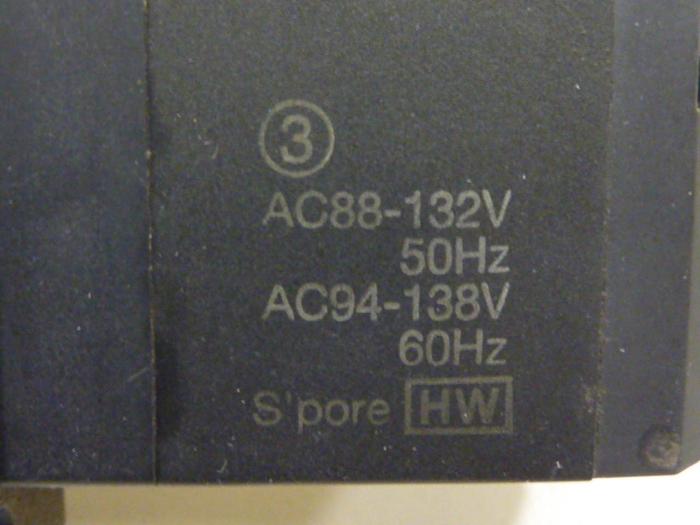 ③
AC88-132V
50Hz
AC94-138V
60Hz
S'pore HW